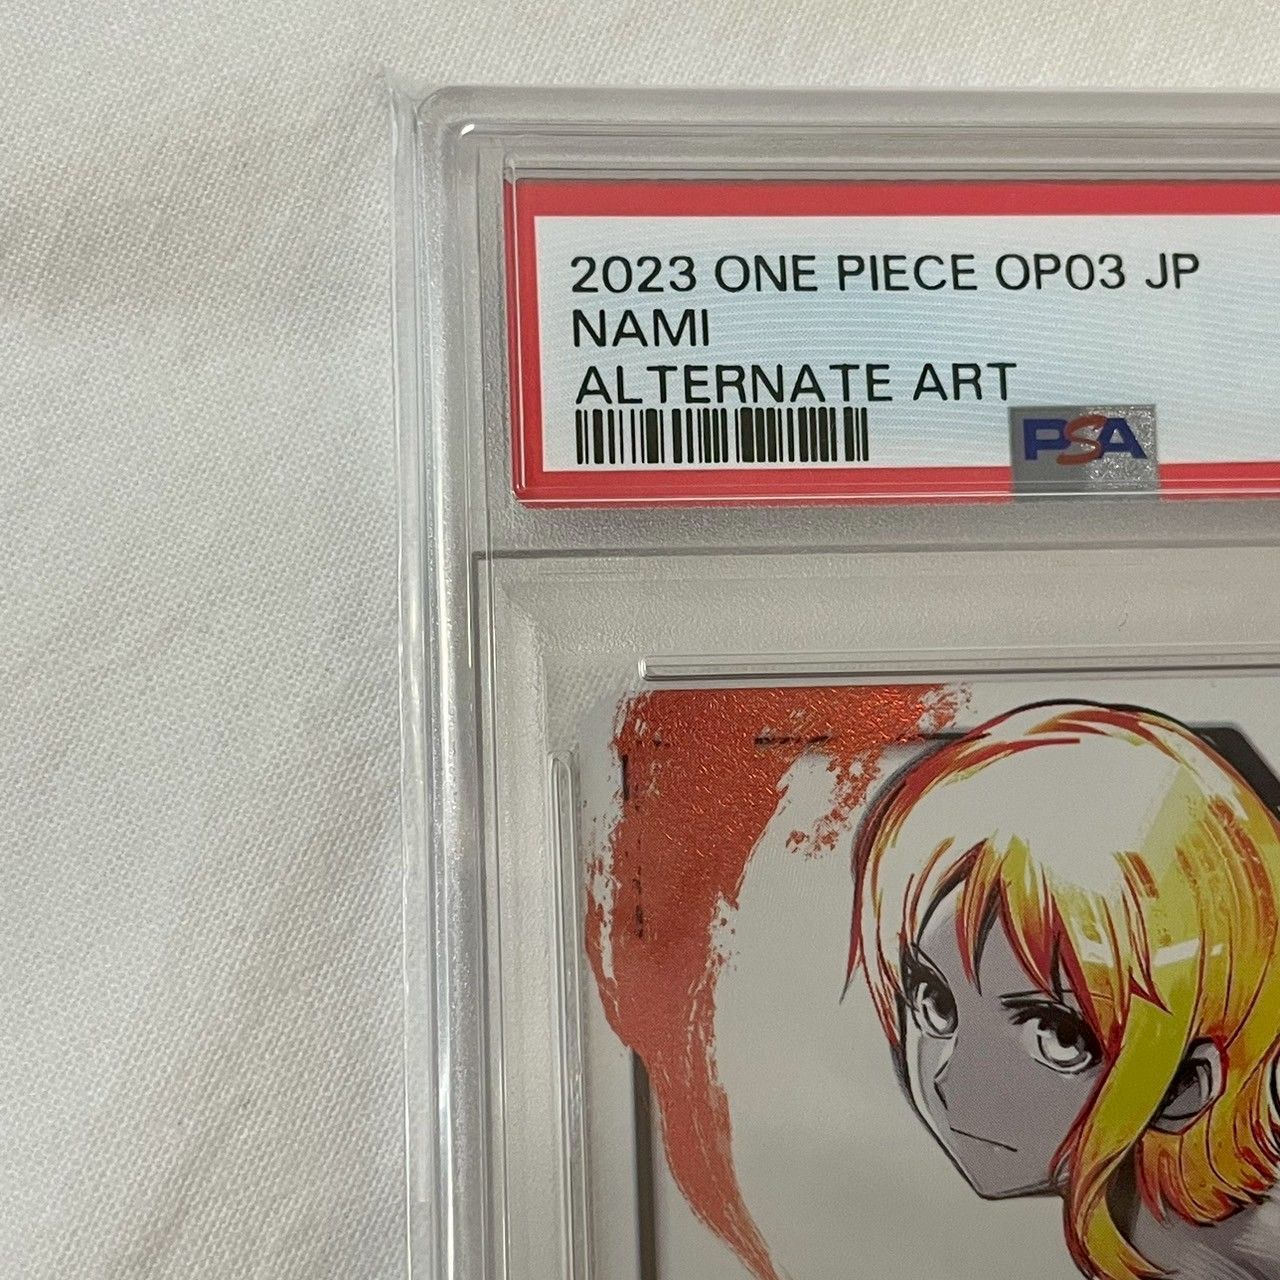 2023 ONE PIECE OP03 JP
NAMI
ALTERNATE ART
PSA